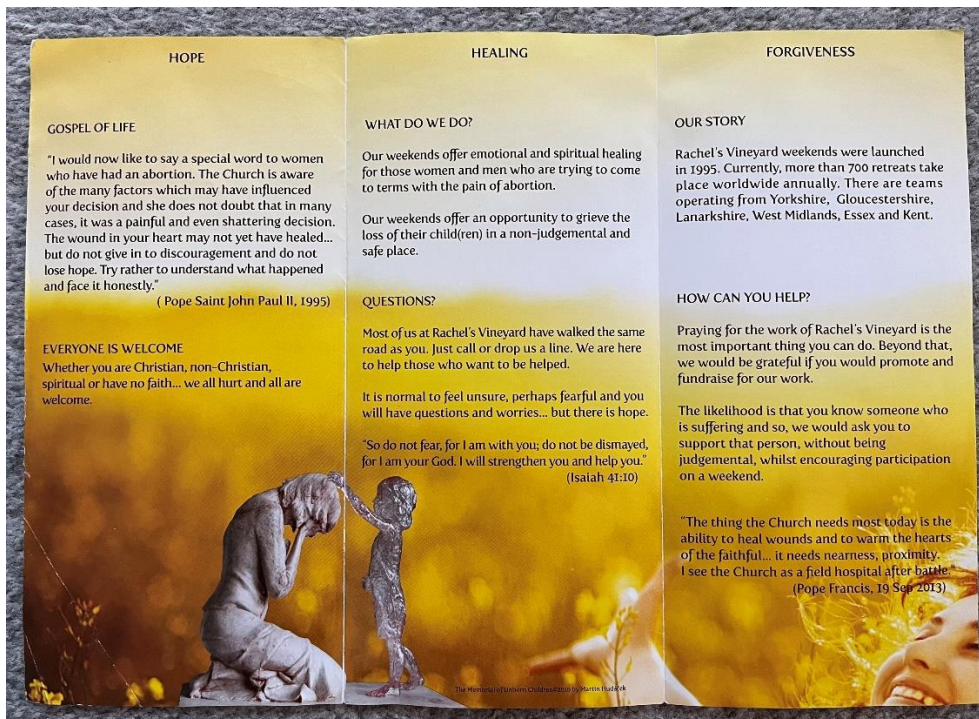 HOPE
GOSPEL OF LIFE
"I would now like to say a special word to women
who have had an abortion. The Church is aware
of the many factors which may have influenced
your decision and she does not doubt that in many
cases, it was a painful and even shattering decision.
The wound in your heart may not yet have healed...
but do not give in to discouragement and do not
lose hope. Try rather to understand what happened
and face it honestly."
( Pope Saint John Paul II, 1995)
EVERYONE IS WELCOME
Whether you are Christian, non-Christian,
spiritual or have no faith... we all hurt and all are
welcome.
HEALING
WHAT DO WE DO?
Our weekends offer emotional and spiritual healing
for those women and men who are trying to come
to terms with the pain of abortion.
Our weekends offer an opportunity to grieve the
loss of their child(ren) in a non-judgemental and
safe place.
QUESTIONS?
Most of us at Rachel's Vineyard have walked the same
road as you. Just call or drop us a line. We are here
to help those who want to be helped.
It is normal to feel unsure, perhaps fearful and you
will have questions and worries... but there is hope.
"So do not fear, for I am with you; do not be dismayed,
for I am your God. I will strengthen you and help you."
(Isaiah 41:10)
The Memorial of Unborn Children©2010 by Martin Hudáček
FORGIVENESS
OUR STORY
Rachel's Vineyard weekends were launched
in 1995. Currently, more than 700 retreats take
place worldwide annually. There are teams
operating from Yorkshire, Gloucestershire,
Lanarkshire, West Midlands, Essex and Kent.
HOW CAN YOU HELP?
Praying for the work of Rachel's Vineyard is the
most important thing you can do. Beyond that,
we would be grateful if you would promote and
fundraise for our work.
The likelihood is that you know someone who
is suffering and so, we would ask you to
support that person, without being
judgemental, whilst encouraging participation
on a weekend.
"The thing the Church needs most today is the
ability to heal wounds and to warm the hearts
of the faithful... it needs nearness, proximity.
I see the Church as a field hospital after battle."
(Pope Francis, 19 Sep 2013)